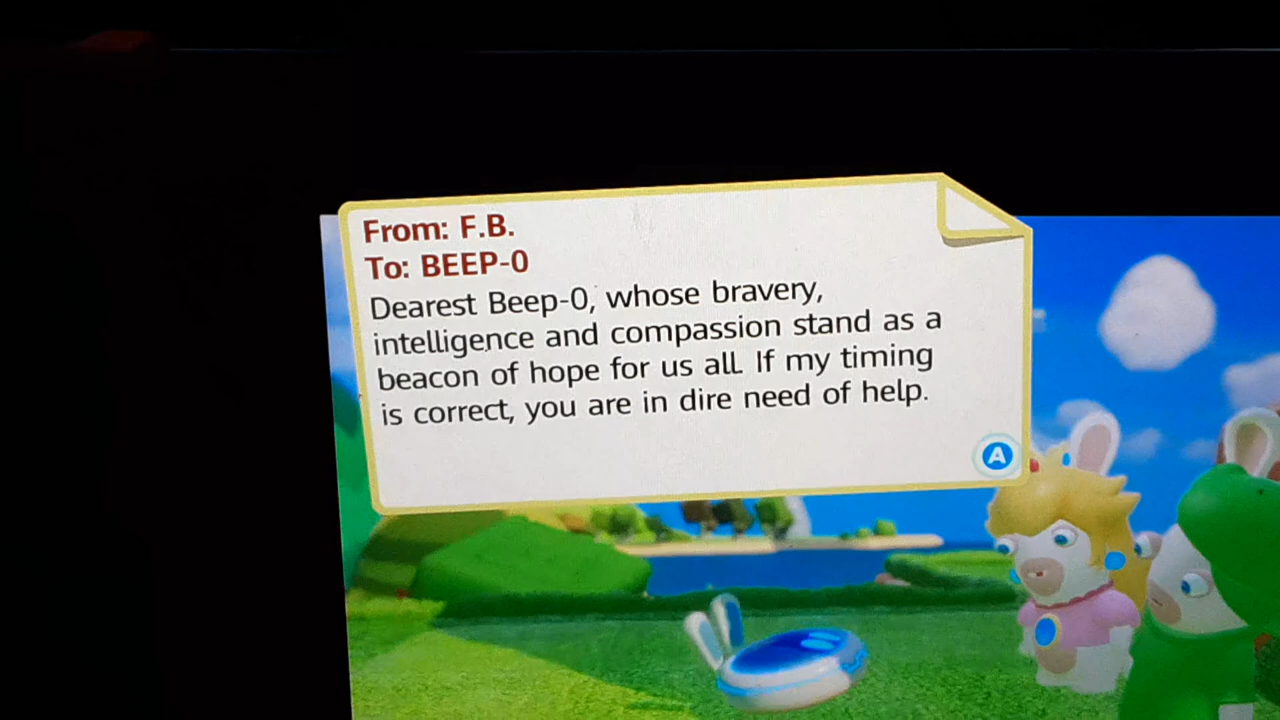 From: F.B.
To: BEEP-0
Dearest Beep-0, whose bravery,
intelligence and compassion stand as a
beacon of hope for us all. If my timing
is correct, you are in dire need of help.
A